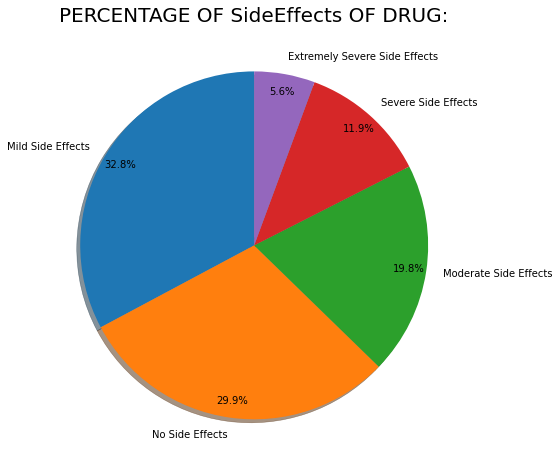 PERCENTAGE OF SideEffects OF DRUG:
Extremely Severe Side Effects
5.6%
Severe Side Effects
11.9%
Mild Side Effects
32.8%
19.8%
Moderate Side Effects
29.9%
No Side Effects